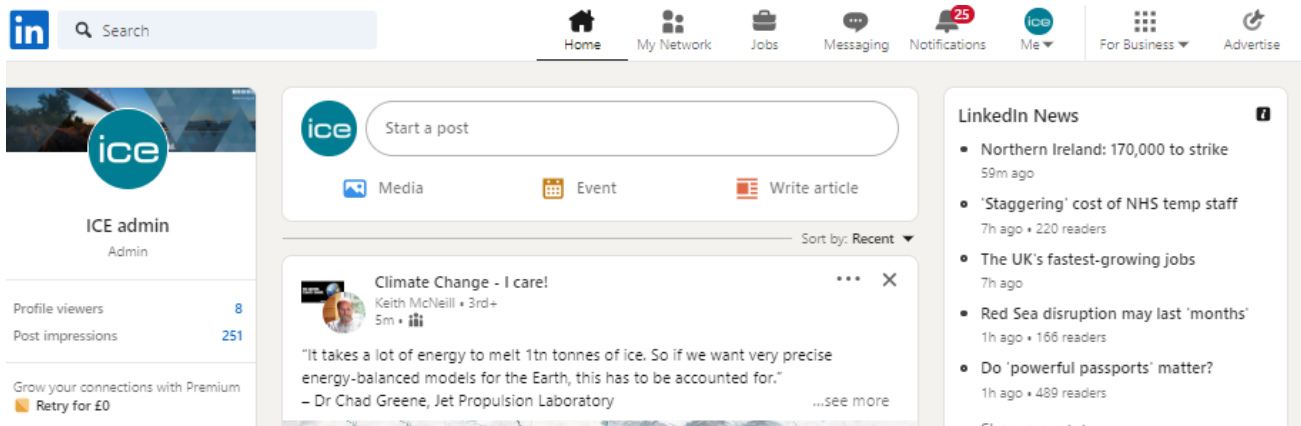 in
Search
Home
My Network
Jobs
Messaging
25
Notifications
ice
Me
For Business
Advertise
ice
ICE admin
Admin
Profile viewers 8
Post impressions 251
Grow your connections with Premium
Retry for £0
ice
Start a post
Media
Event
Write article
Sort by: Recent
Climate Change - I care!
Keith McNeill • 3rd+
5m •
“It takes a lot of energy to melt 1tn tonnes of ice. So if we want very precise
energy-balanced models for the Earth, this has to be accounted for.”
– Dr Chad Greene, Jet Propulsion Laboratory
...see more
LinkedIn News
Northern Ireland: 170,000 to strike
59m ago
'Staggering' cost of NHS temp staff
7h ago • 220 readers
The UK's fastest-growing jobs
7h ago
Red Sea disruption may last 'months'
1h ago • 166 readers
Do 'powerful passports' matter?
1h ago • 489 readers